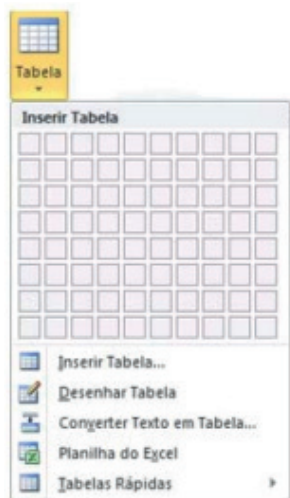 Tabela
Inserir Tabela
Inserir Tabela...
Desenhar Tabela
Converter Texto em Tabela...
Planilha do Excel
Tabelas Rápidas